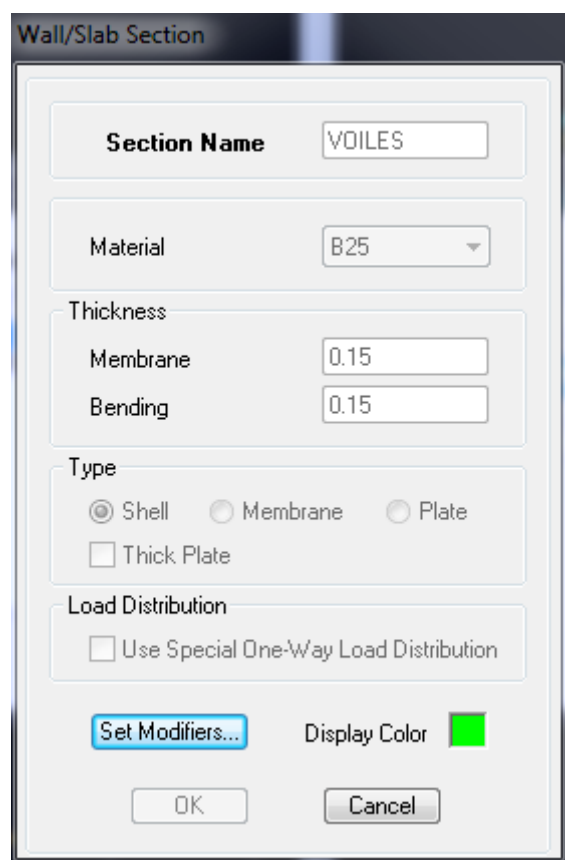 Wall/Slab Section
Section Name VOILES
Material B25
Thickness
Membrane 0.15
Bending 0.15
Type
Shell Membrane Plate
Thick Plate
Load Distribution
Use Special One-Way Load Distribution
Set Modifiers... Display Color
OK Cancel